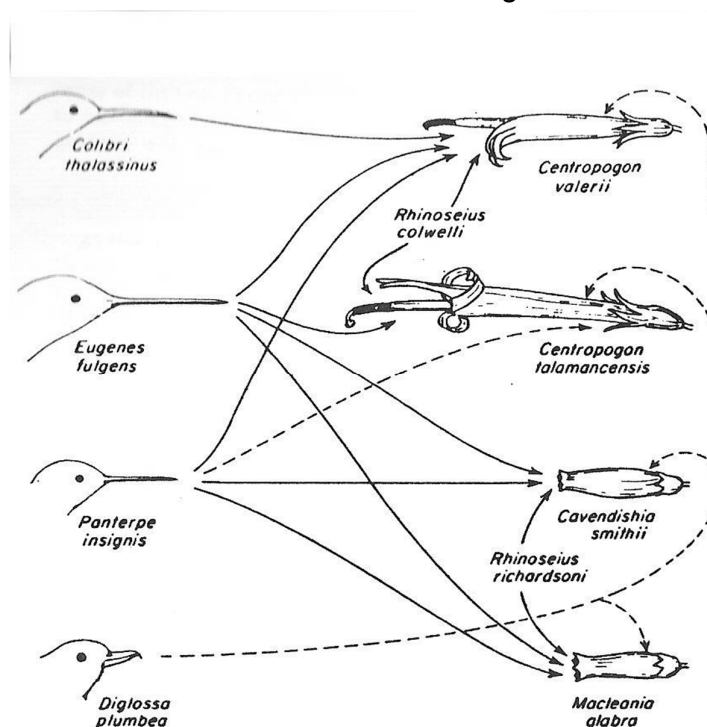 Colibri
thalassinus
Centropogon
valerii
Rhinoseius
colwelli
Eugenes
fulgens
Centropogon
talamancensis
Panterpe
insignis
Cavendishia
smithii
Rhinoseius
richardsoni
Diglossa
plumbea
Macleania
glabra